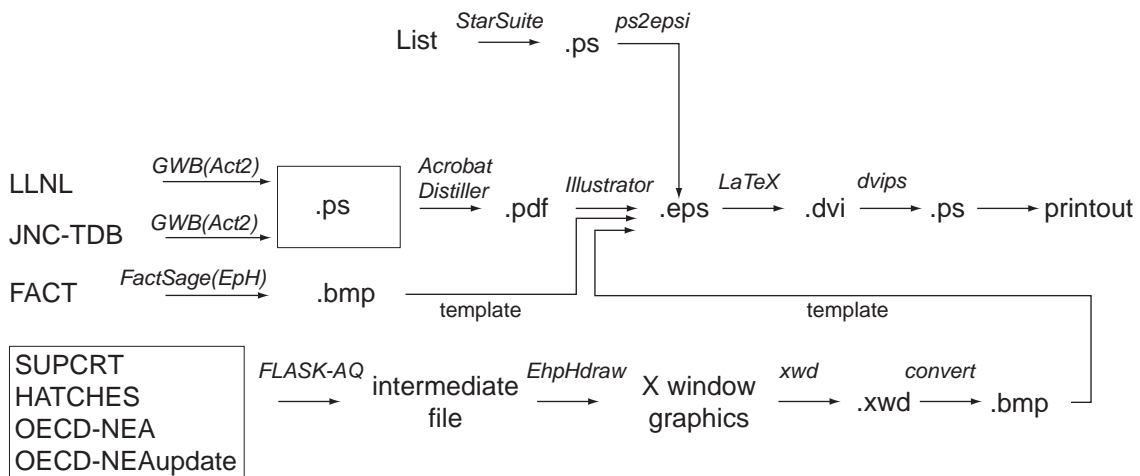 StarSuite ps2epsi
List .ps
GWB(Act2) Acrobat
Distiller Illustrator LaTeX dvips
LLNL
.ps .pdf .eps .dvi .ps printout
GWB(Act2)
JNC-TDB
FactSage(EpH)
FACT .bmp
template template
SUPCRT
HATCHES
OECD-NEA
OECD-NEAupdate
FLASK-AQ EhpHdraw xwd convert
intermediate
file
X window
graphics
.xwd .bmp